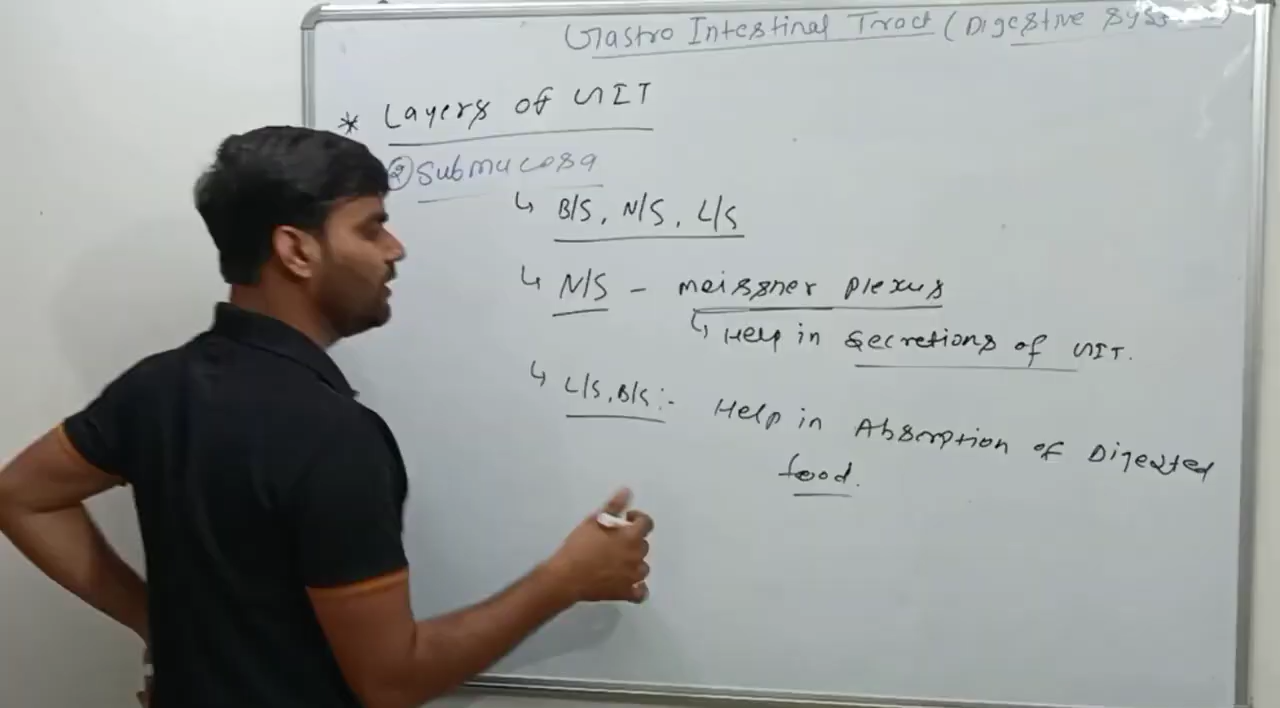 Gastro Intestinal Tract (Digestive Sys
* Layers of GIT
② Submucosa
↳ B/S, N/S, L/S
↳ N/S - meissner plexus
↳ Help in secretions of GIT.
↳ L/S, B/S :- Help in Absorption of Digested
food.